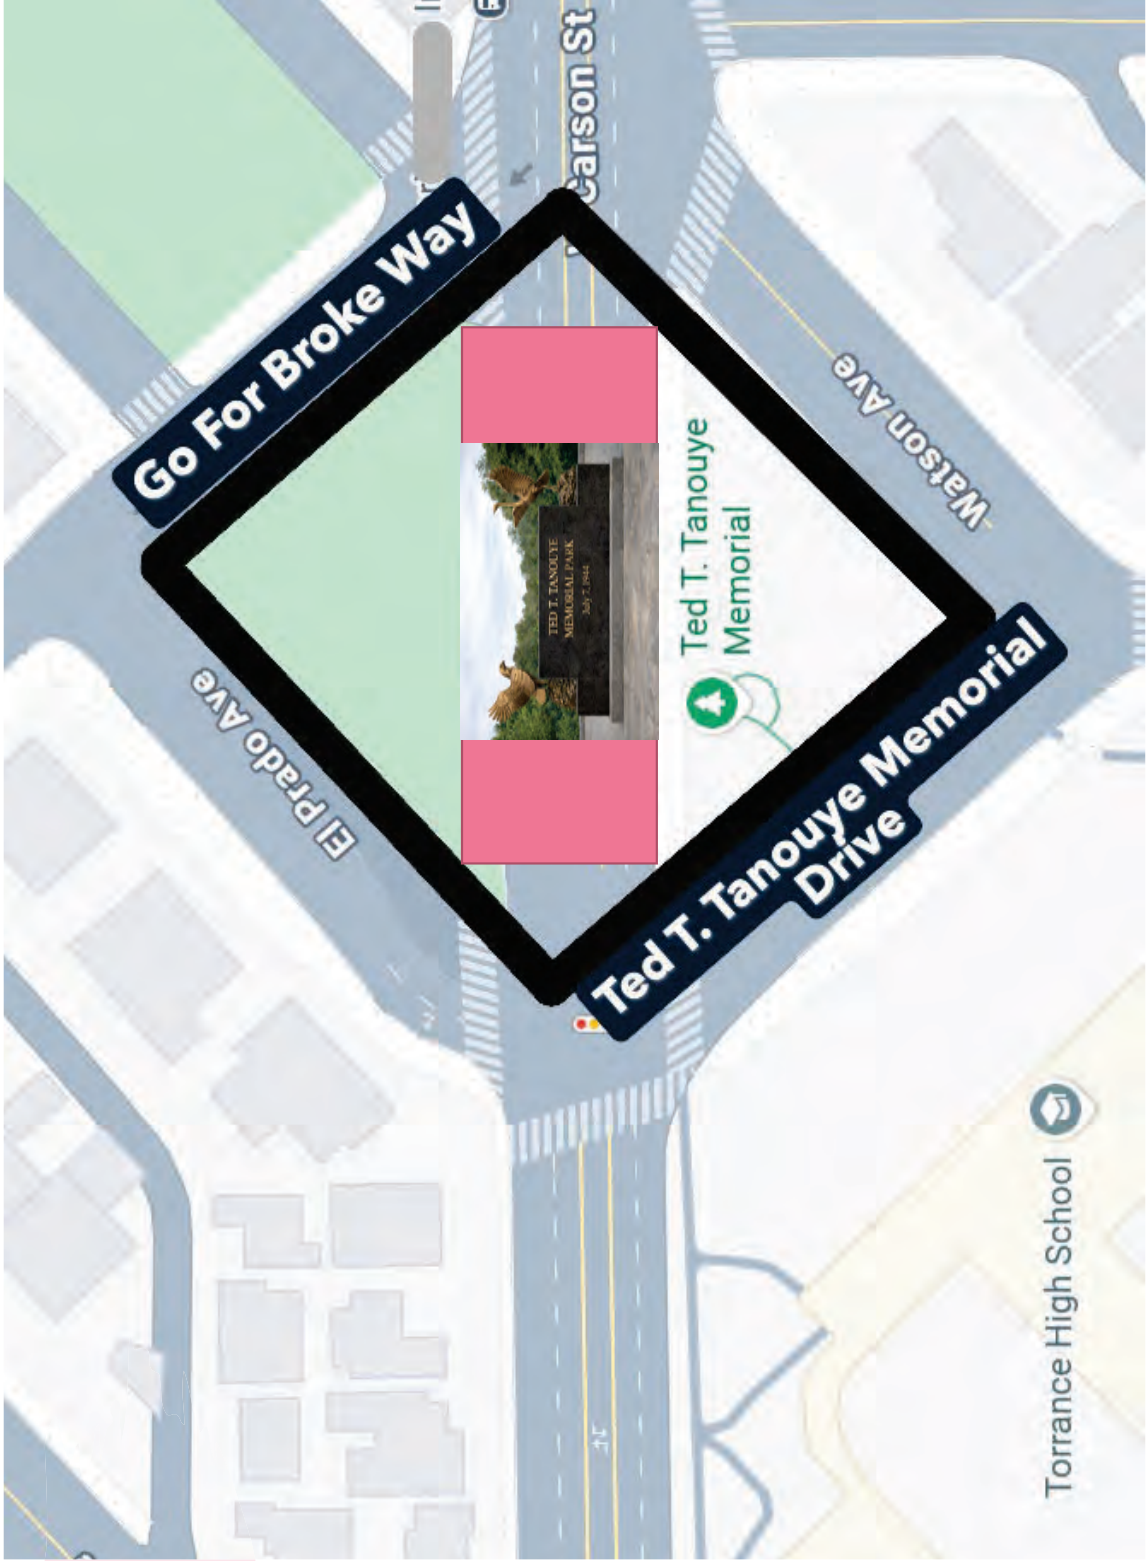 Go For Broke Way
Carson St
El Prado Ave
TED T. TANOUYE
MEMORIAL PARK
July 7, 1944
Ted T. Tanouye
Memorial
Watson Ave
Ted T. Tanouye Memorial
Drive
Torrance High School